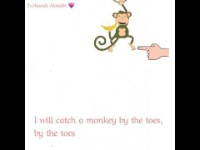 I will catch a monkey by the toes,
by the toes